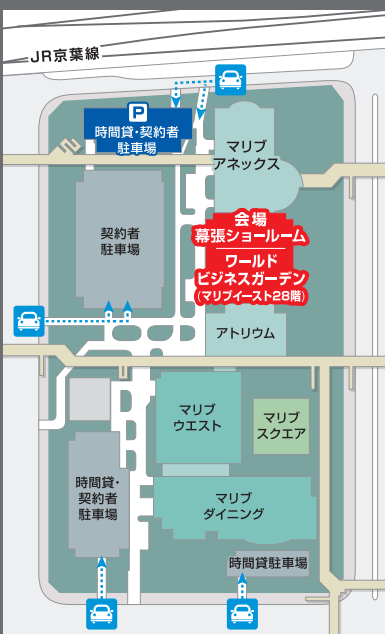 JR京葉線
P
時間貸・契約者
駐車場
マリブ
アネックス
契約者
駐車場
会場
幕張ショールーム
ワールド
ビジネスガーデン
(マリブイースト28階)
アトリウム
マリブ
ウエスト
マリブ
スクエア
時間貸・
契約者
駐車場
マリブ
ダイニング
時間貸駐車場